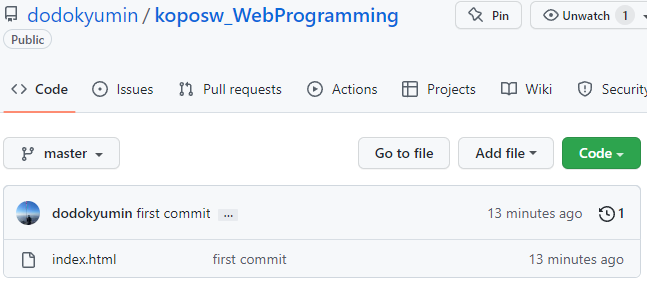 dodokyumin / koposw_WebProgramming
Pin
Unwatch 1
Public
Code Issues Pull requests Actions Projects Wiki Security
master Go to file Add file Code
dodokyumin first commit ... 13 minutes ago 1
index.html first commit 13 minutes ago